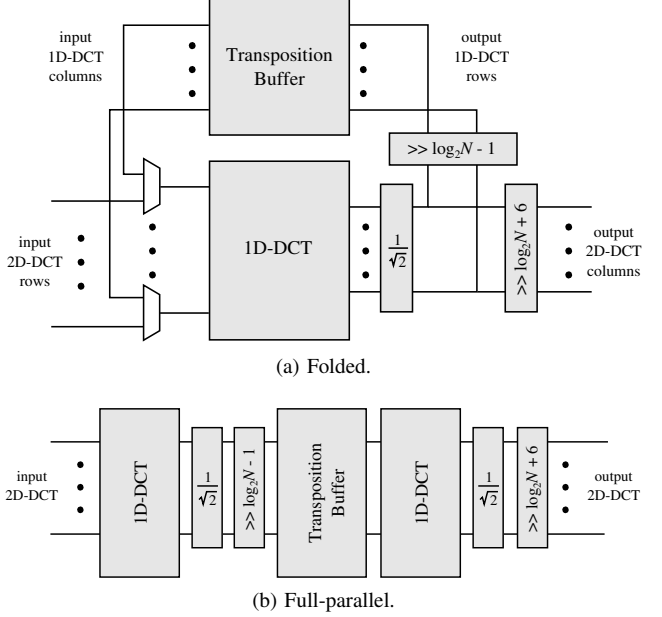 input
1D-DCT
columns
Transposition
Buffer
output
1D-DCT
rows
>> log₂N - 1
input
2D-DCT
rows
1D-DCT
1/√2
>> log₂N + 6
output
2D-DCT
columns
(a) Folded.
input
2D-DCT
1D-DCT
1/√2
>> log₂N - 1
Transposition
Buffer
1D-DCT
1/√2
>> log₂N + 6
output
2D-DCT
(b) Full-parallel.